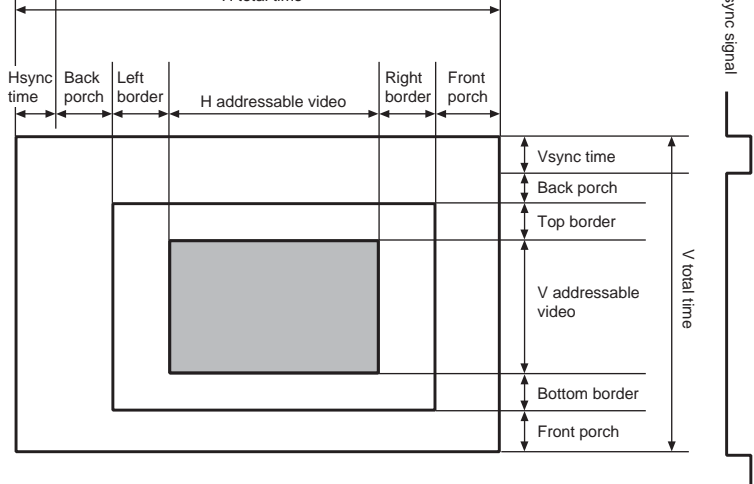 H total time
Hsync
time
Back
porch
Left
border
H addressable video
Right
border
Front
porch
Vsync time
Back porch
Top border
V addressable
video
Bottom border
Front porch
V total time
sync signal